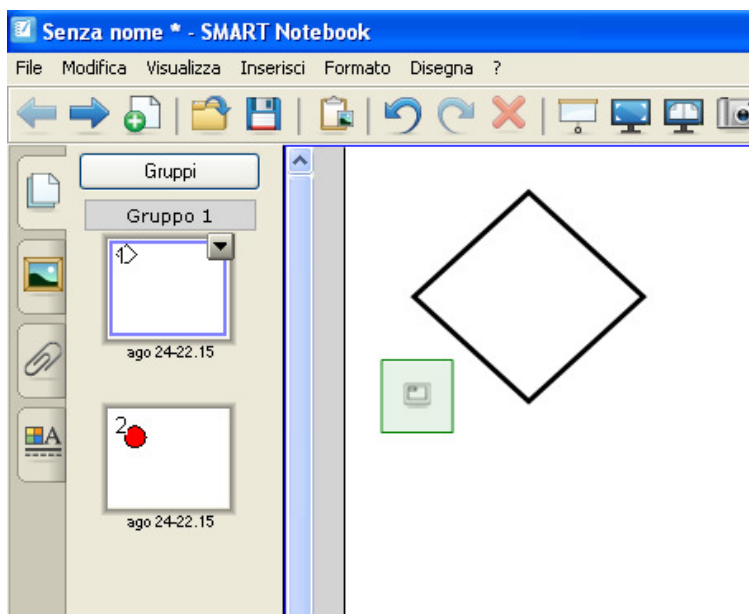 Senza nome * - SMART Notebook
File Modifica Visualizza Inserisci Formato Disegna ?
Gruppi
Gruppo 1
1
ago 24-22.15
2
ago 24-22.15
A